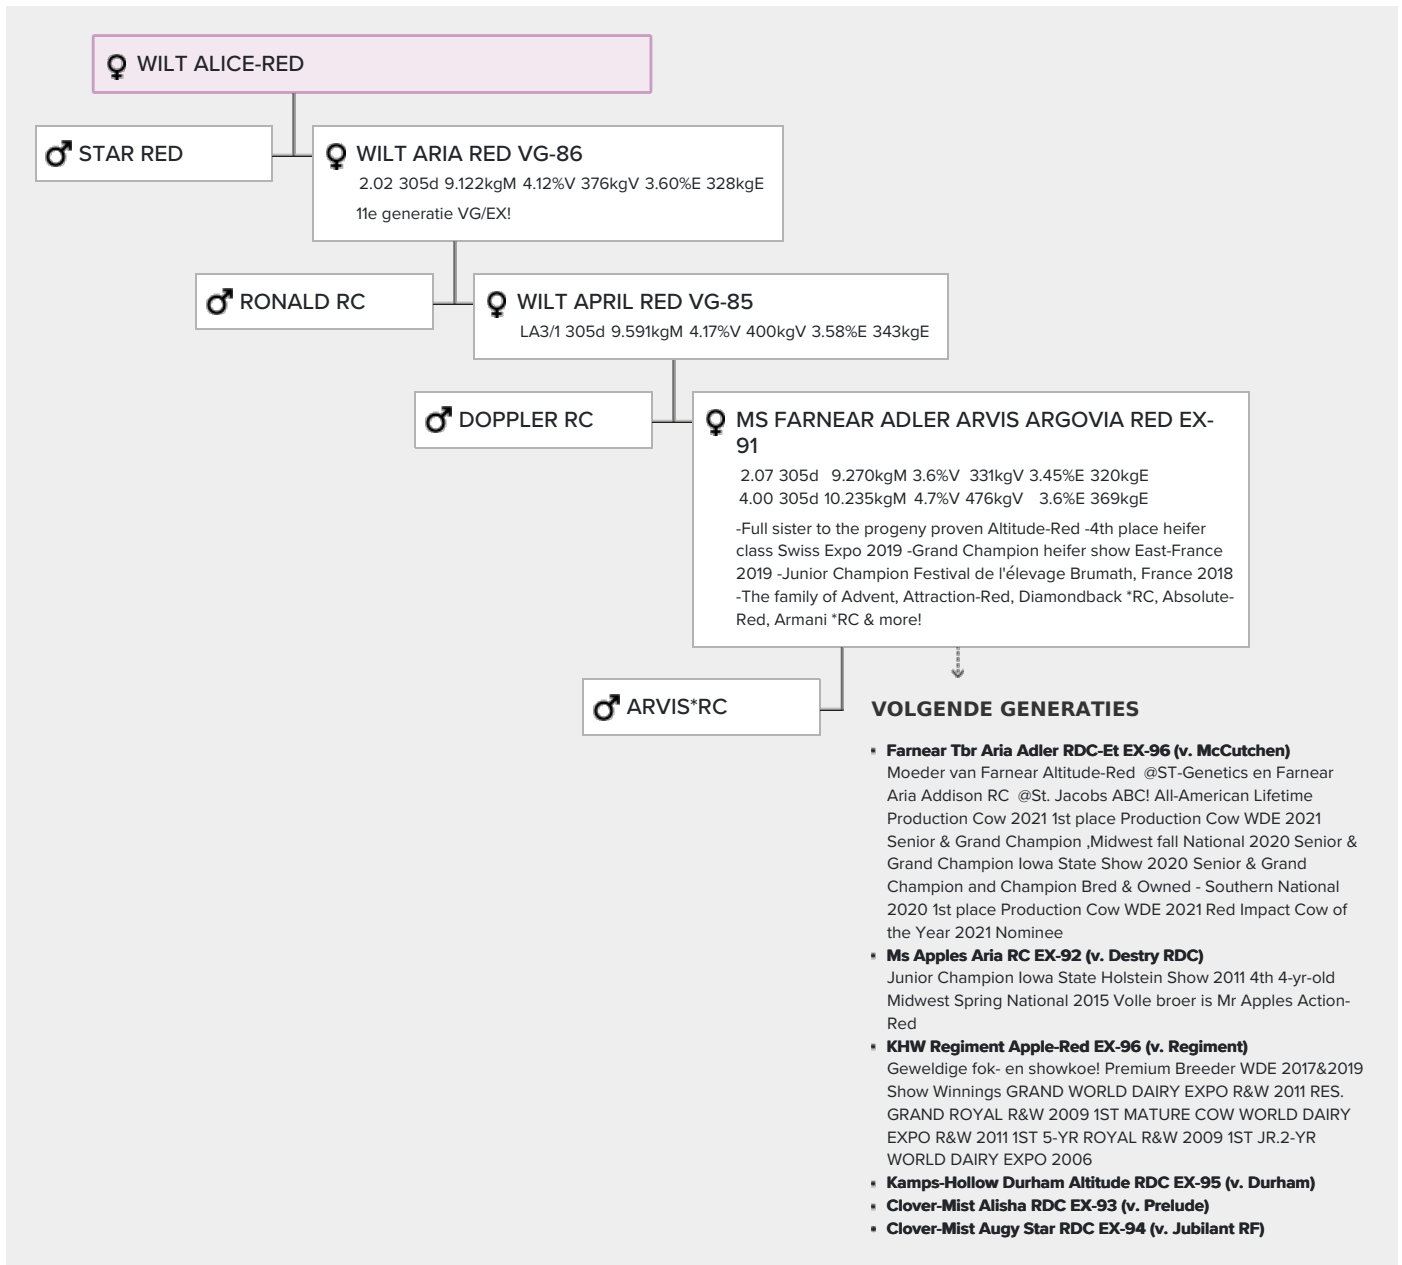 WILT ALICE-RED
STAR RED
WILT ARIA RED VG-86
2.02 305d 9.122kgM 4.12%V 376kgV 3.60%E 328kgE
11e generatie VG/EX!
RONALD RC
WILT APRIL RED VG-85
LA3/1 305d 9.591kgM 4.17%V 400kgV 3.58%E 343kgE
DOPPLER RC
MS FARNEAR ADLER ARVIS ARGOVIA RED EX-
91
2.07 305d 9.270kgM 3.6%V 331kgV 3.45%E 320kgE
4.00 305d 10.235kgM 4.7%V 476kgV 3.6%E 369kgE
-Full sister to the progeny proven Altitude-Red -4th place heifer
class Swiss Expo 2019 -Grand Champion heifer show East-France
2019 -Junior Champion Festival de l'élevage Brumath, France 2018
-The family of Advent, Attraction-Red, Diamondback *RC, Absolute-
Red, Armani *RC & more!
ARVIS*RC
VOLGENDE GENERATIES
Farnear Tbr Aria Adler RDC-Et EX-96 (v. McCutchen)
Moeder van Farnear Altitude-Red @ST-Genetics en Farnear
Aria Addison RC @St. Jacobs ABC! All-American Lifetime
Production Cow 2021 1st place Production Cow WDE 2021
Senior & Grand Champion ,Midwest fall National 2020 Senior &
Grand Champion Iowa State Show 2020 Senior & Grand
Champion and Champion Bred & Owned - Southern National
2020 1st place Production Cow WDE 2021 Red Impact Cow of
the Year 2021 Nominee
Ms Apples Aria RC EX-92 (v. Destry RDC)
Junior Champion Iowa State Holstein Show 2011 4th 4-yr-old
Midwest Spring National 2015 Volle broer is Mr Apples Action-
Red
KHW Regiment Apple-Red EX-96 (v. Regiment)
Geweldige fok- en showkoe! Premium Breeder WDE 2017&2019
Show Winnings GRAND WORLD DAIRY EXPO R&W 2011 RES.
GRAND ROYAL R&W 2009 1ST MATURE COW WORLD DAIRY
EXPO R&W 2011 1ST 5-YR ROYAL R&W 2009 1ST JR.2-YR
WORLD DAIRY EXPO 2006
Kamps-Hollow Durham Altitude RDC EX-95 (v. Durham)
Clover-Mist Alisha RDC EX-93 (v. Prelude)
Clover-Mist Augy Star RDC EX-94 (v. Jubilant RF)